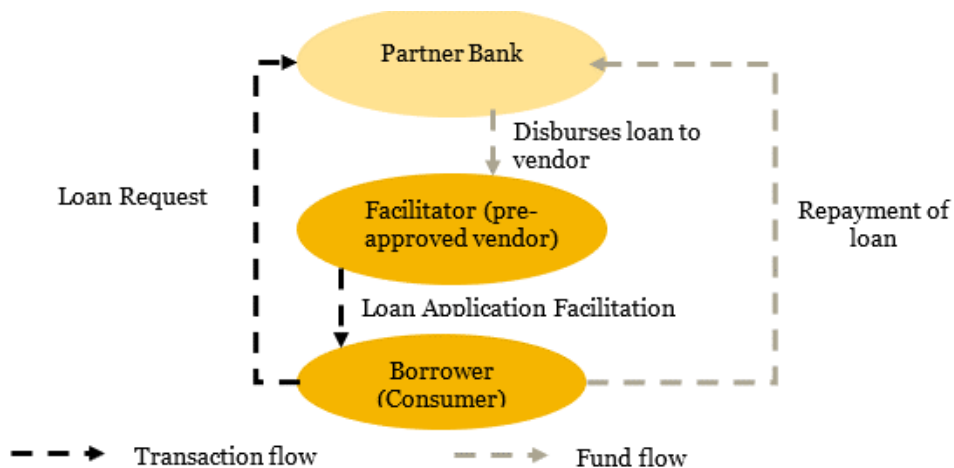 Partner Bank
Disburses loan to
vendor
Loan Request
Facilitator (pre-
approved vendor)
Repayment of
loan
Loan Application Facilitation
Borrower
(Consumer)
Transaction flow
Fund flow